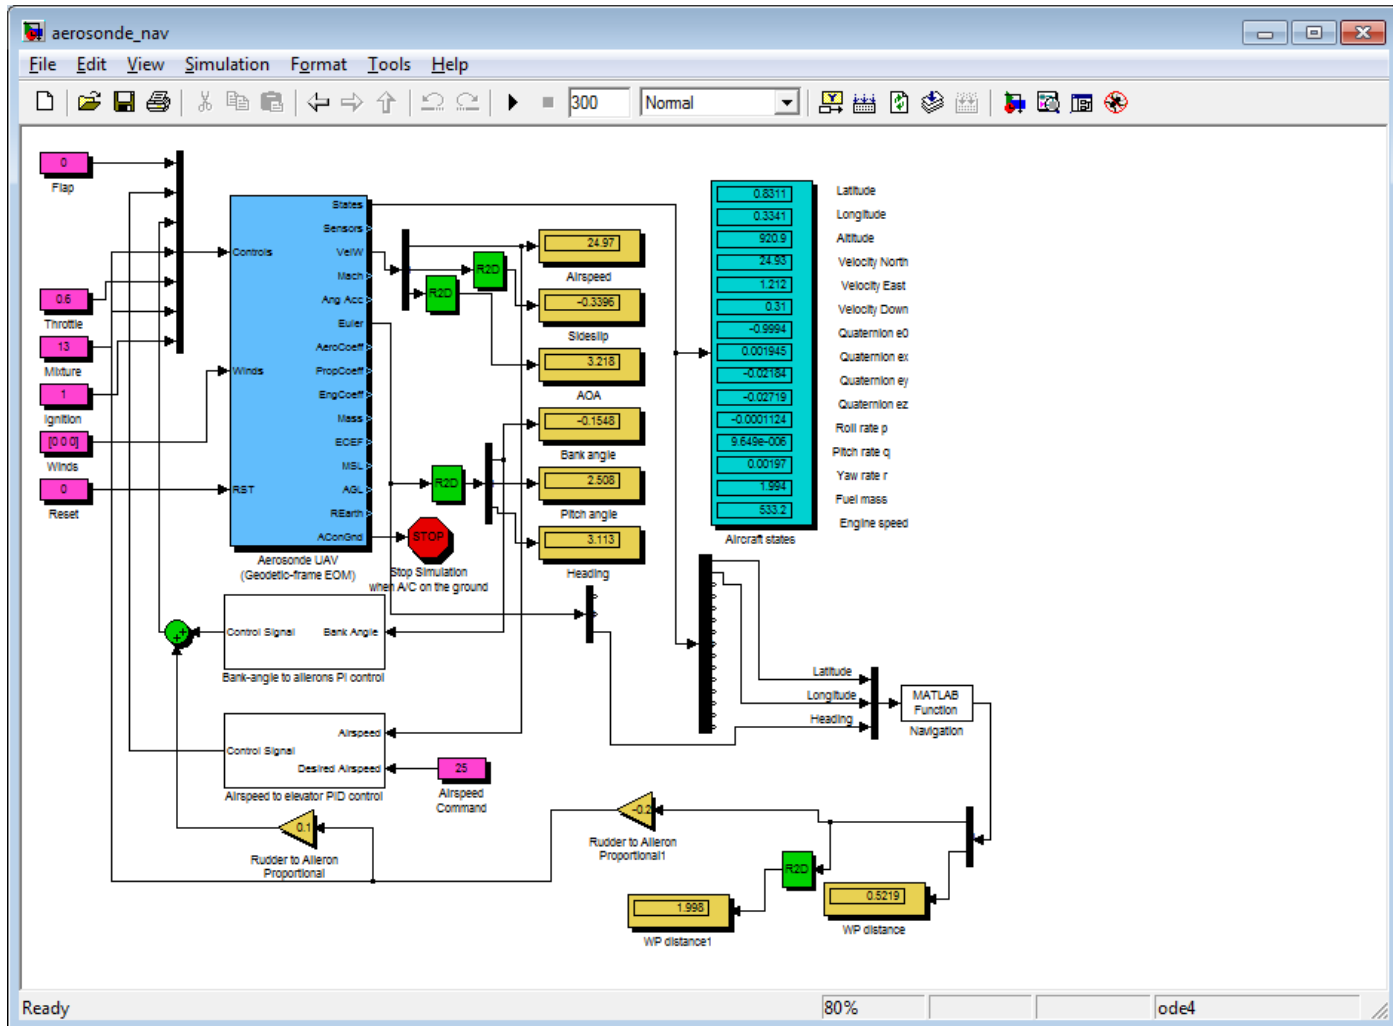 aerosonde_nav
File Edit View Simulation Format Tools Help
300 Normal
0
Flap
0.6
Throttle
13
Mixture
1
Ignition
[0 0 0]
Winds
0
Reset
Controls
Winds
RST
States
Sensors
VelW
Mach
Ang Acc
Euler
AeroCoeff
PropCoeff
EngCoeff
Mass
ECEF
MSL
AGL
REarth
AConGnd
Aerosonde UAV
(Geodetic-frame EOM)
R2D
R2D
R2D
STOP
Stop Simulation
when A/C on the ground
24.97
Airspeed
-0.3396
Sideslip
3.218
AOA
-0.1548
Bank angle
2.508
Pitch angle
3.113
Heading
0.8311
0.3341
920.9
24.93
1.212
0.31
-0.9994
0.001945
-0.02184
-0.02719
-0.0001124
9.649e-006
0.00197
1.994
533.2
Aircraft states
Latitude
Longitude
Altitude
Velocity North
Velocity East
Velocity Down
Quaternion e0
Quaternion ex
Quaternion ey
Quaternion ez
Roll rate p
Pitch rate q
Yaw rate r
Fuel mass
Engine speed
Control Signal Bank Angle
Bank-angle to ailerons PI control
Airspeed
Control Signal
Desired Airspeed
Airspeed to elevator PID control
25
Airspeed
Command
Latitude
Longitude
Heading
MATLAB
Function
Navigation
0.1
Rudder to Aileron
Proportional
-0.2
Rudder to Aileron
Proportional1
R2D
1.998
WP distance1
0.5219
WP distance
Ready 80% ode4